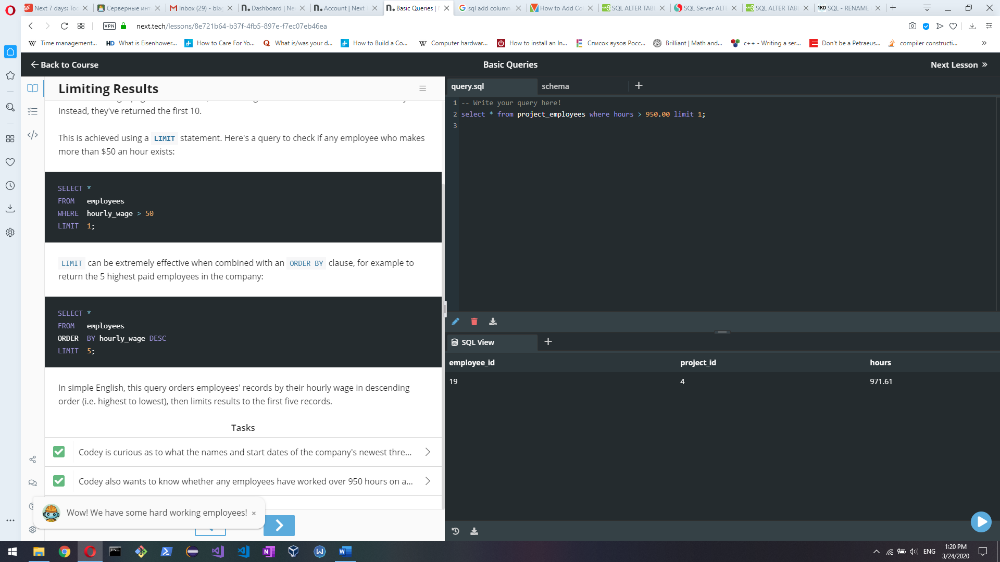 Next 7 days: Toc
Серверные инт
Inbox (29) - blac
Dashboard | Ne
Account | Next T
Basic Queries |
sql add column
How to Add Co
SQL ALTER TABL
SQL Server ALTE
SQL ALTER TABL
1KD SQL - RENAME
VPN
next.tech/lessons/8e721b64-b37f-4fb5-897e-f7ec07eb46ea
Time management...
HD What is Eisenhower...
How to Care For Yo...
What is/was your d...
How to Build a Co...
Computer hardwar...
How to install an In...
Список вузов Росс...
Brilliant | Math and...
c++ - Writing a ser...
Don't be a Petraeus...
compiler constructi...
Back to Course
Basic Queries
Next Lesson
Limiting Results
Instead, they've returned the first 10.
This is achieved using a LIMIT statement. Here's a query to check if any employee who makes
more than $50 an hour exists:
SELECT *
FROM employees
WHERE hourly_wage > 50
LIMIT 1;
LIMIT can be extremely effective when combined with an ORDER BY clause, for example to
return the 5 highest paid employees in the company:
SELECT *
FROM employees
ORDER BY hourly_wage DESC
LIMIT 5;
In simple English, this query orders employees' records by their hourly wage in descending
order (i.e. highest to lowest), then limits results to the first five records.
Tasks
Codey is curious as to what the names and start dates of the company's newest thre...
Codey also wants to know whether any employees have worked over 950 hours on a...
Wow! We have some hard working employees! ×
query.sql
schema
1 -- Write your query here!
2 select * from project_employees where hours > 950.00 limit 1;
3
SQL View
employee_id project_id hours
19 4 971.61
ENG
1:20 PM
3/24/2020